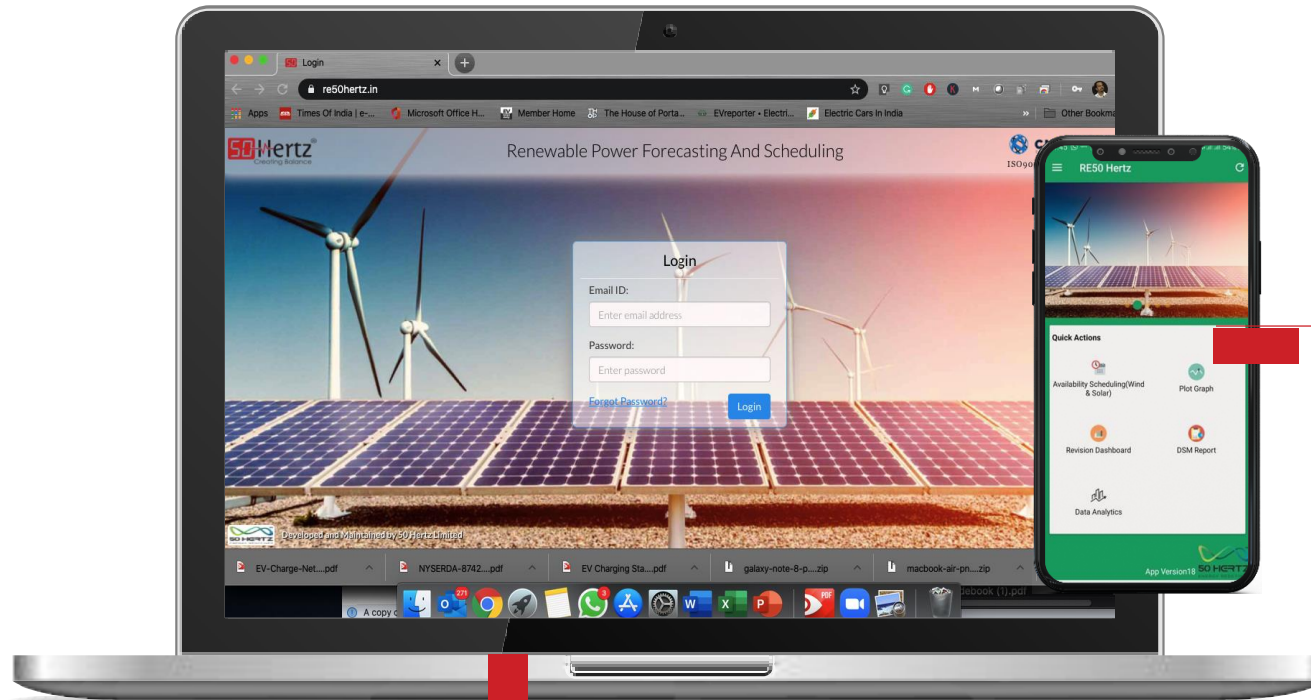 Login
re50hertz.in
Apps
Times Of India | e-...
Microsoft Office H...
Member Home
The House of Porta...
EVreporter • Electri...
Electric Cars In India
»
Other Bookma
50Hertz
Creating Balance
Renewable Power Forecasting And Scheduling
Login
Email ID:
Enter email address
Password:
Enter password
Forgot Password?
Login
50 HERTZ
Developed and Maintained by 50 Hertz Limited
EV-Charge-Net....pdf
NYSERDA-8742....pdf
EV Charging Sta....pdf
galaxy-note-8-p....zip
macbook-air-pn....zip
A copy
271
3
PDF
RE50 Hertz
Quick Actions
Availability Scheduling(Wind
& Solar)
Plot Graph
Revision Dashboard
DSM Report
Data Analytics
App Version18
50 HERTZ